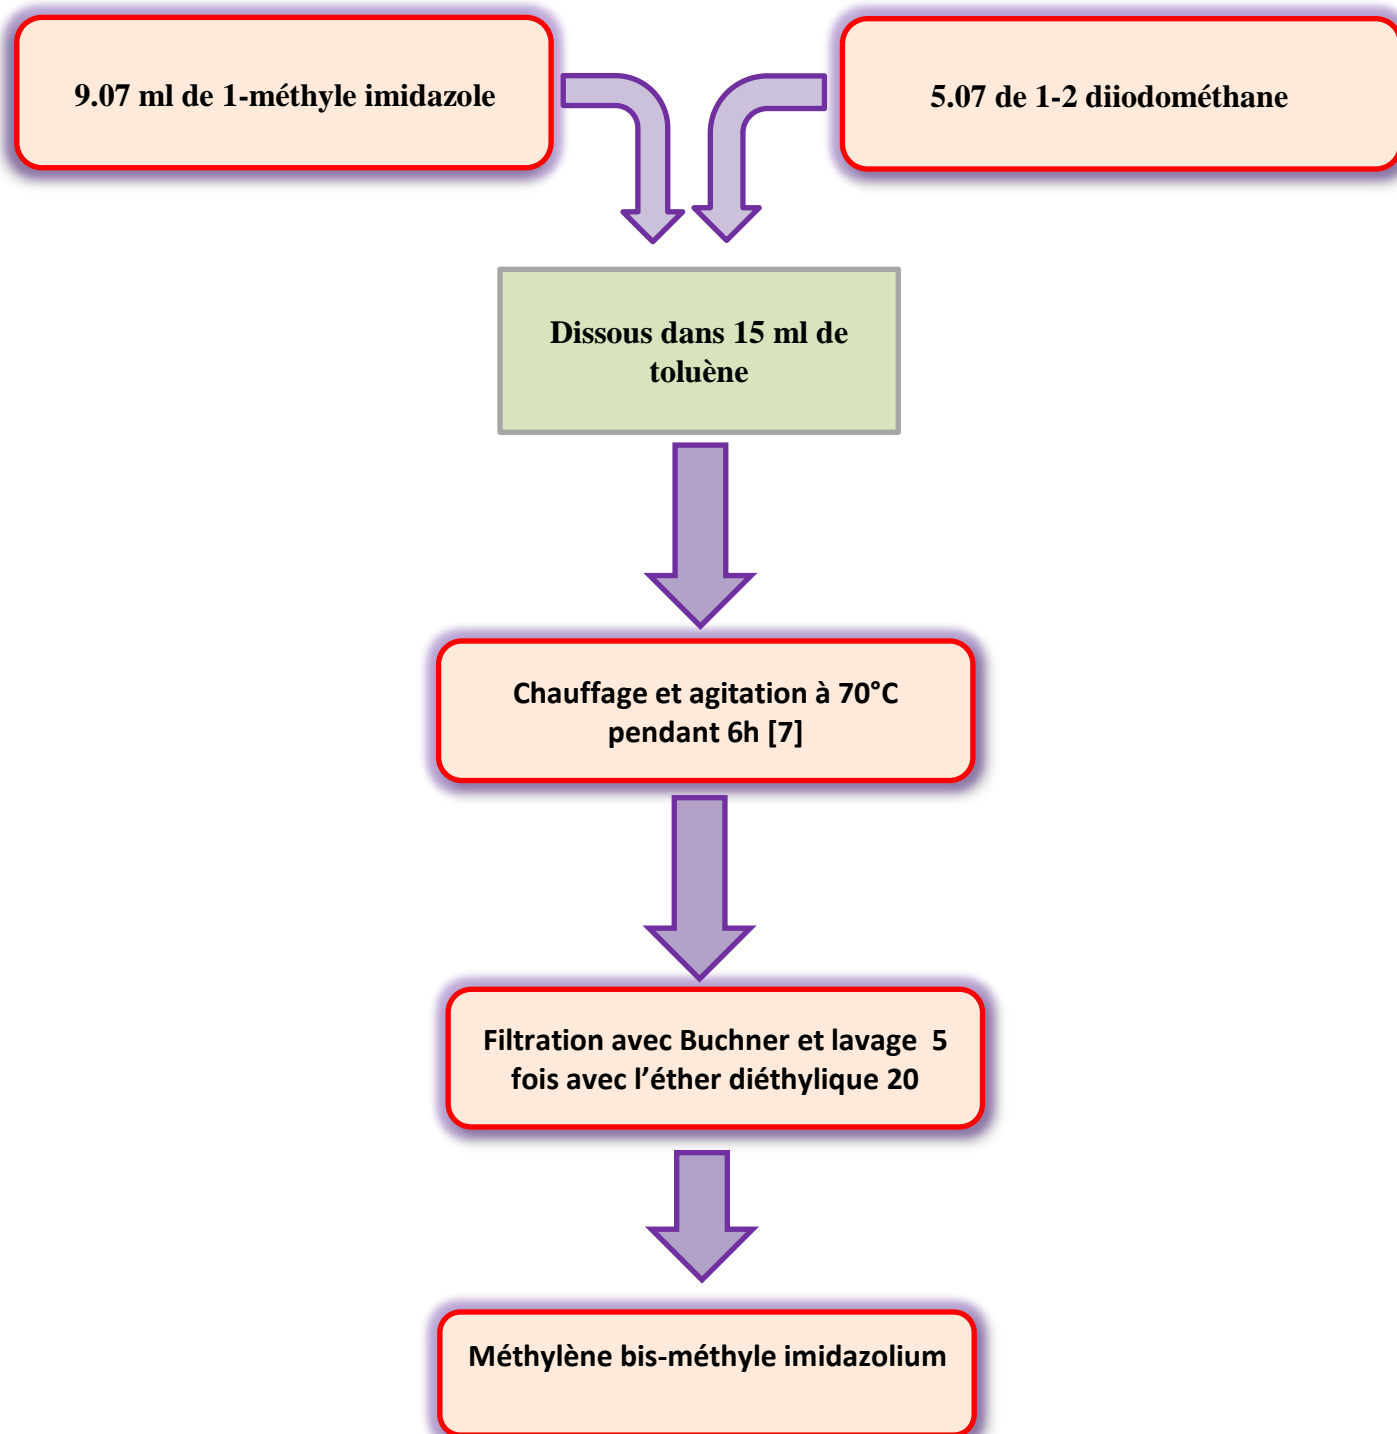 9.07 ml de 1-méthyle imidazole
5.07 de 1-2 diiodométhane
Dissous dans 15 ml de
toluène
Chauffage et agitation à 70°C
pendant 6h [7]
Filtration avec Buchner et lavage  5
fois avec l’éther diéthylique 20
Méthylène bis-méthyle imidazolium